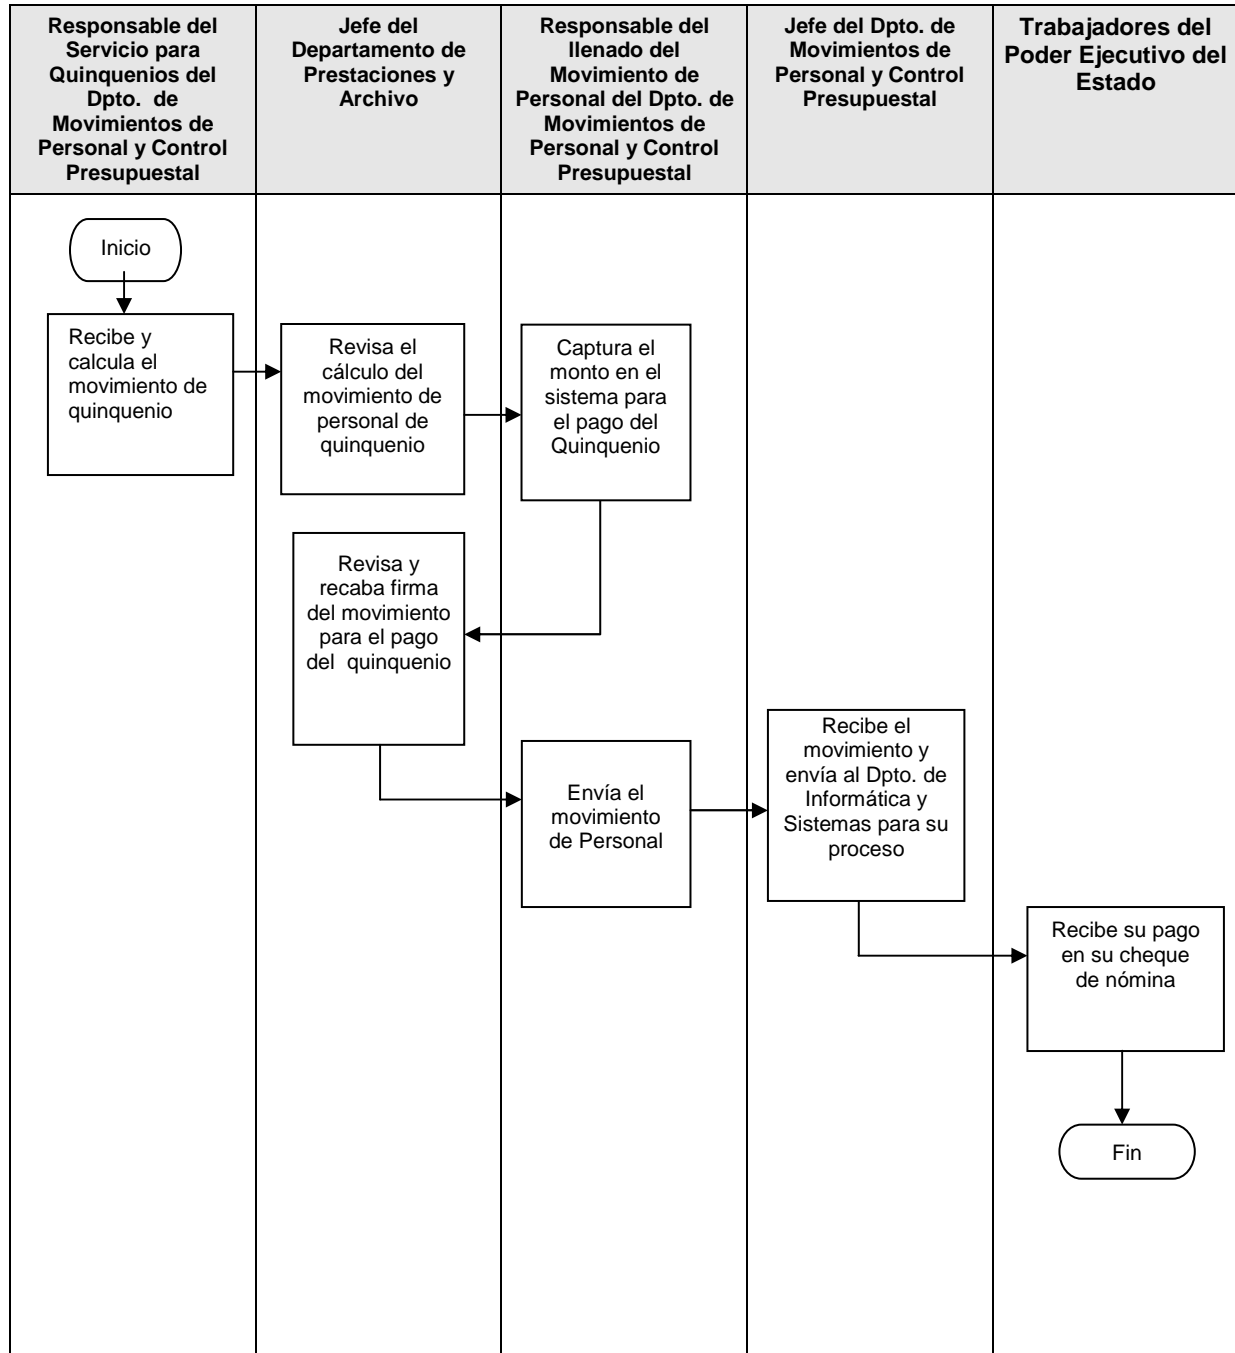 Responsable del
Servicio para
Quinquenios del
Dpto. de
Movimientos de
Personal y Control
Presupuestal
Jefe del
Departamento de
Prestaciones y
Archivo
Responsable del
llenado del
Movimiento de
Personal del Dpto. de
Movimientos de
Personal y Control
Presupuestal
Jefe del Dpto. de
Movimientos de
Personal y Control
Presupuestal
Trabajadores del
Poder Ejecutivo del
Estado
Inicio
Recibe y
calcula el
movimiento de
quinquenio
Revisa el
cálculo del
movimiento de
personal de
quinquenio
Captura el
monto en el
sistema para
el pago del
Quinquenio
Revisa y
recaba firma
del movimiento
para el pago
del quinquenio
Envía el
movimiento
de Personal
Recibe el
movimiento y
envía al Dpto. de
Informática y
Sistemas para su
proceso
Recibe su pago
en su cheque
de nómina
Fin